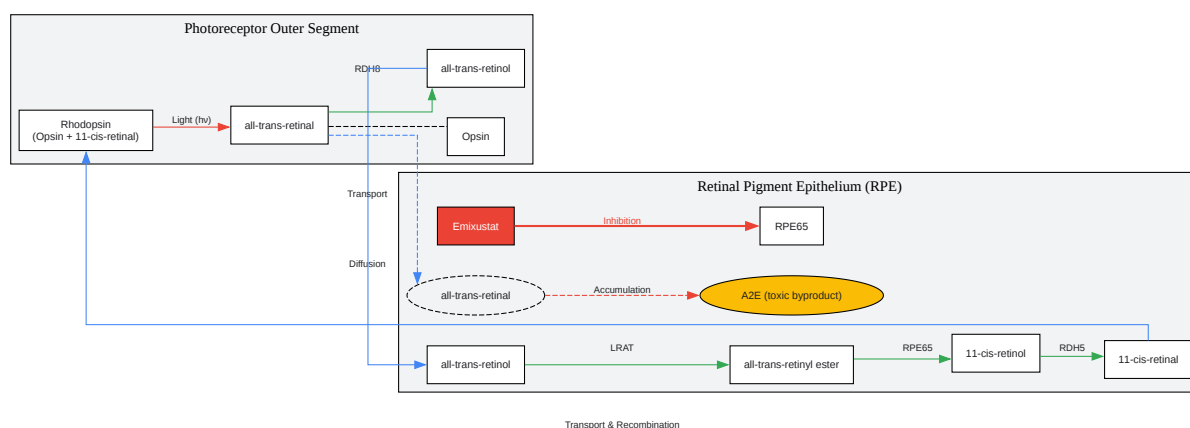 Photoreceptor Outer Segment
RDH8
all-trans-retinol
Rhodopsin
(Opsin + 11-cis-retinal)
Light (hv)
all-trans-retinal
Opsin
Transport
Retinal Pigment Epithelium (RPE)
Emixustat
Inhibition
RPE65
Diffusion
all-trans-retinal
Accumulation
A2E (toxic byproduct)
all-trans-retinol
LRAT
all-trans-retinyl ester
RPE65
11-cis-retinol
RDH5
11-cis-retinal
Transport & Recombination